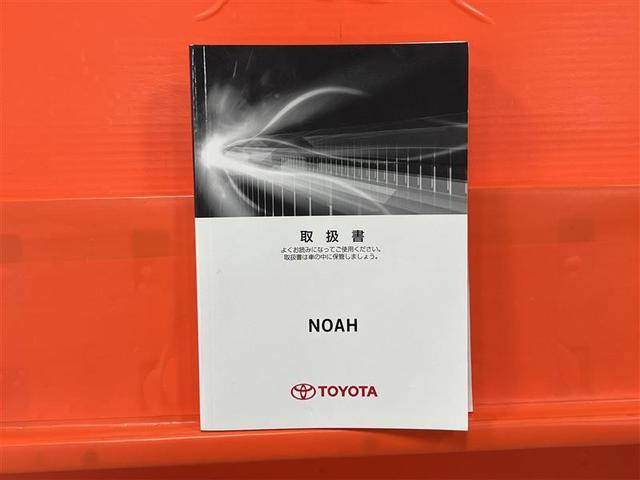 取扱書
よくお読みになってご使用ください。
取扱書は車の中に保管しましょう。
NOAH
TOYOTA